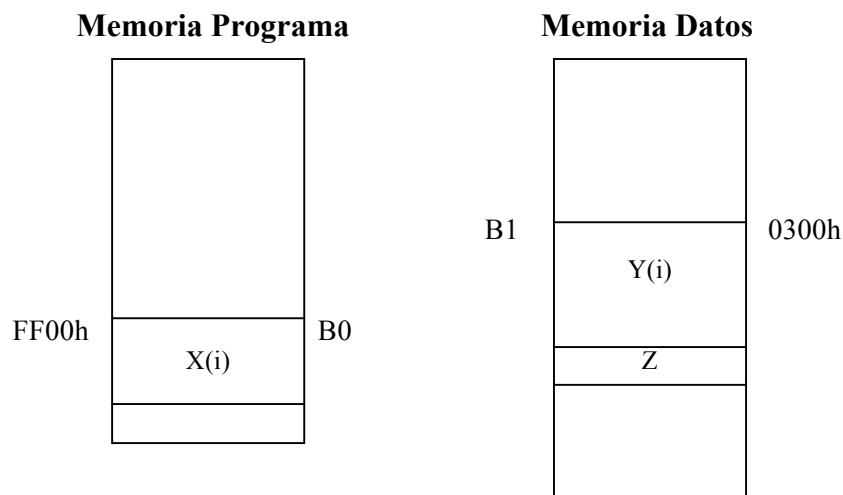 Memoria Programa
Memoria Datos
B1
0300h
Y(i)
FF00h
B0
X(i)
Z